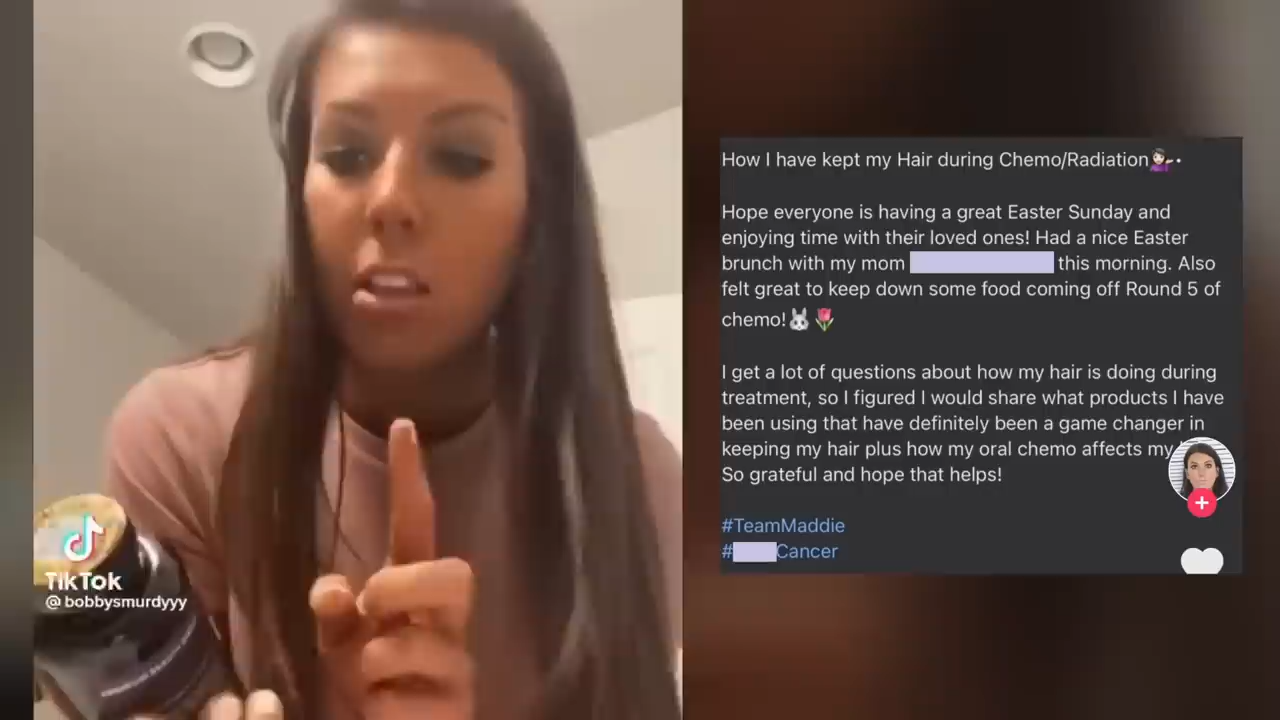 How I have kept my Hair during Chemo/Radiation💁🏻‍♀️•
Hope everyone is having a great Easter Sunday and
enjoying time with their loved ones! Had a nice Easter
brunch with my mom this morning. Also
felt great to keep down some food coming off Round 5 of
chemo!🐰🌷
I get a lot of questions about how my hair is doing during
treatment, so I figured I would share what products I have
been using that have definitely been a game changer in
keeping my hair plus how my oral chemo affects my
So grateful and hope that helps!
#TeamMaddie
# Cancer
TikTok
@bobbysmurdyyy